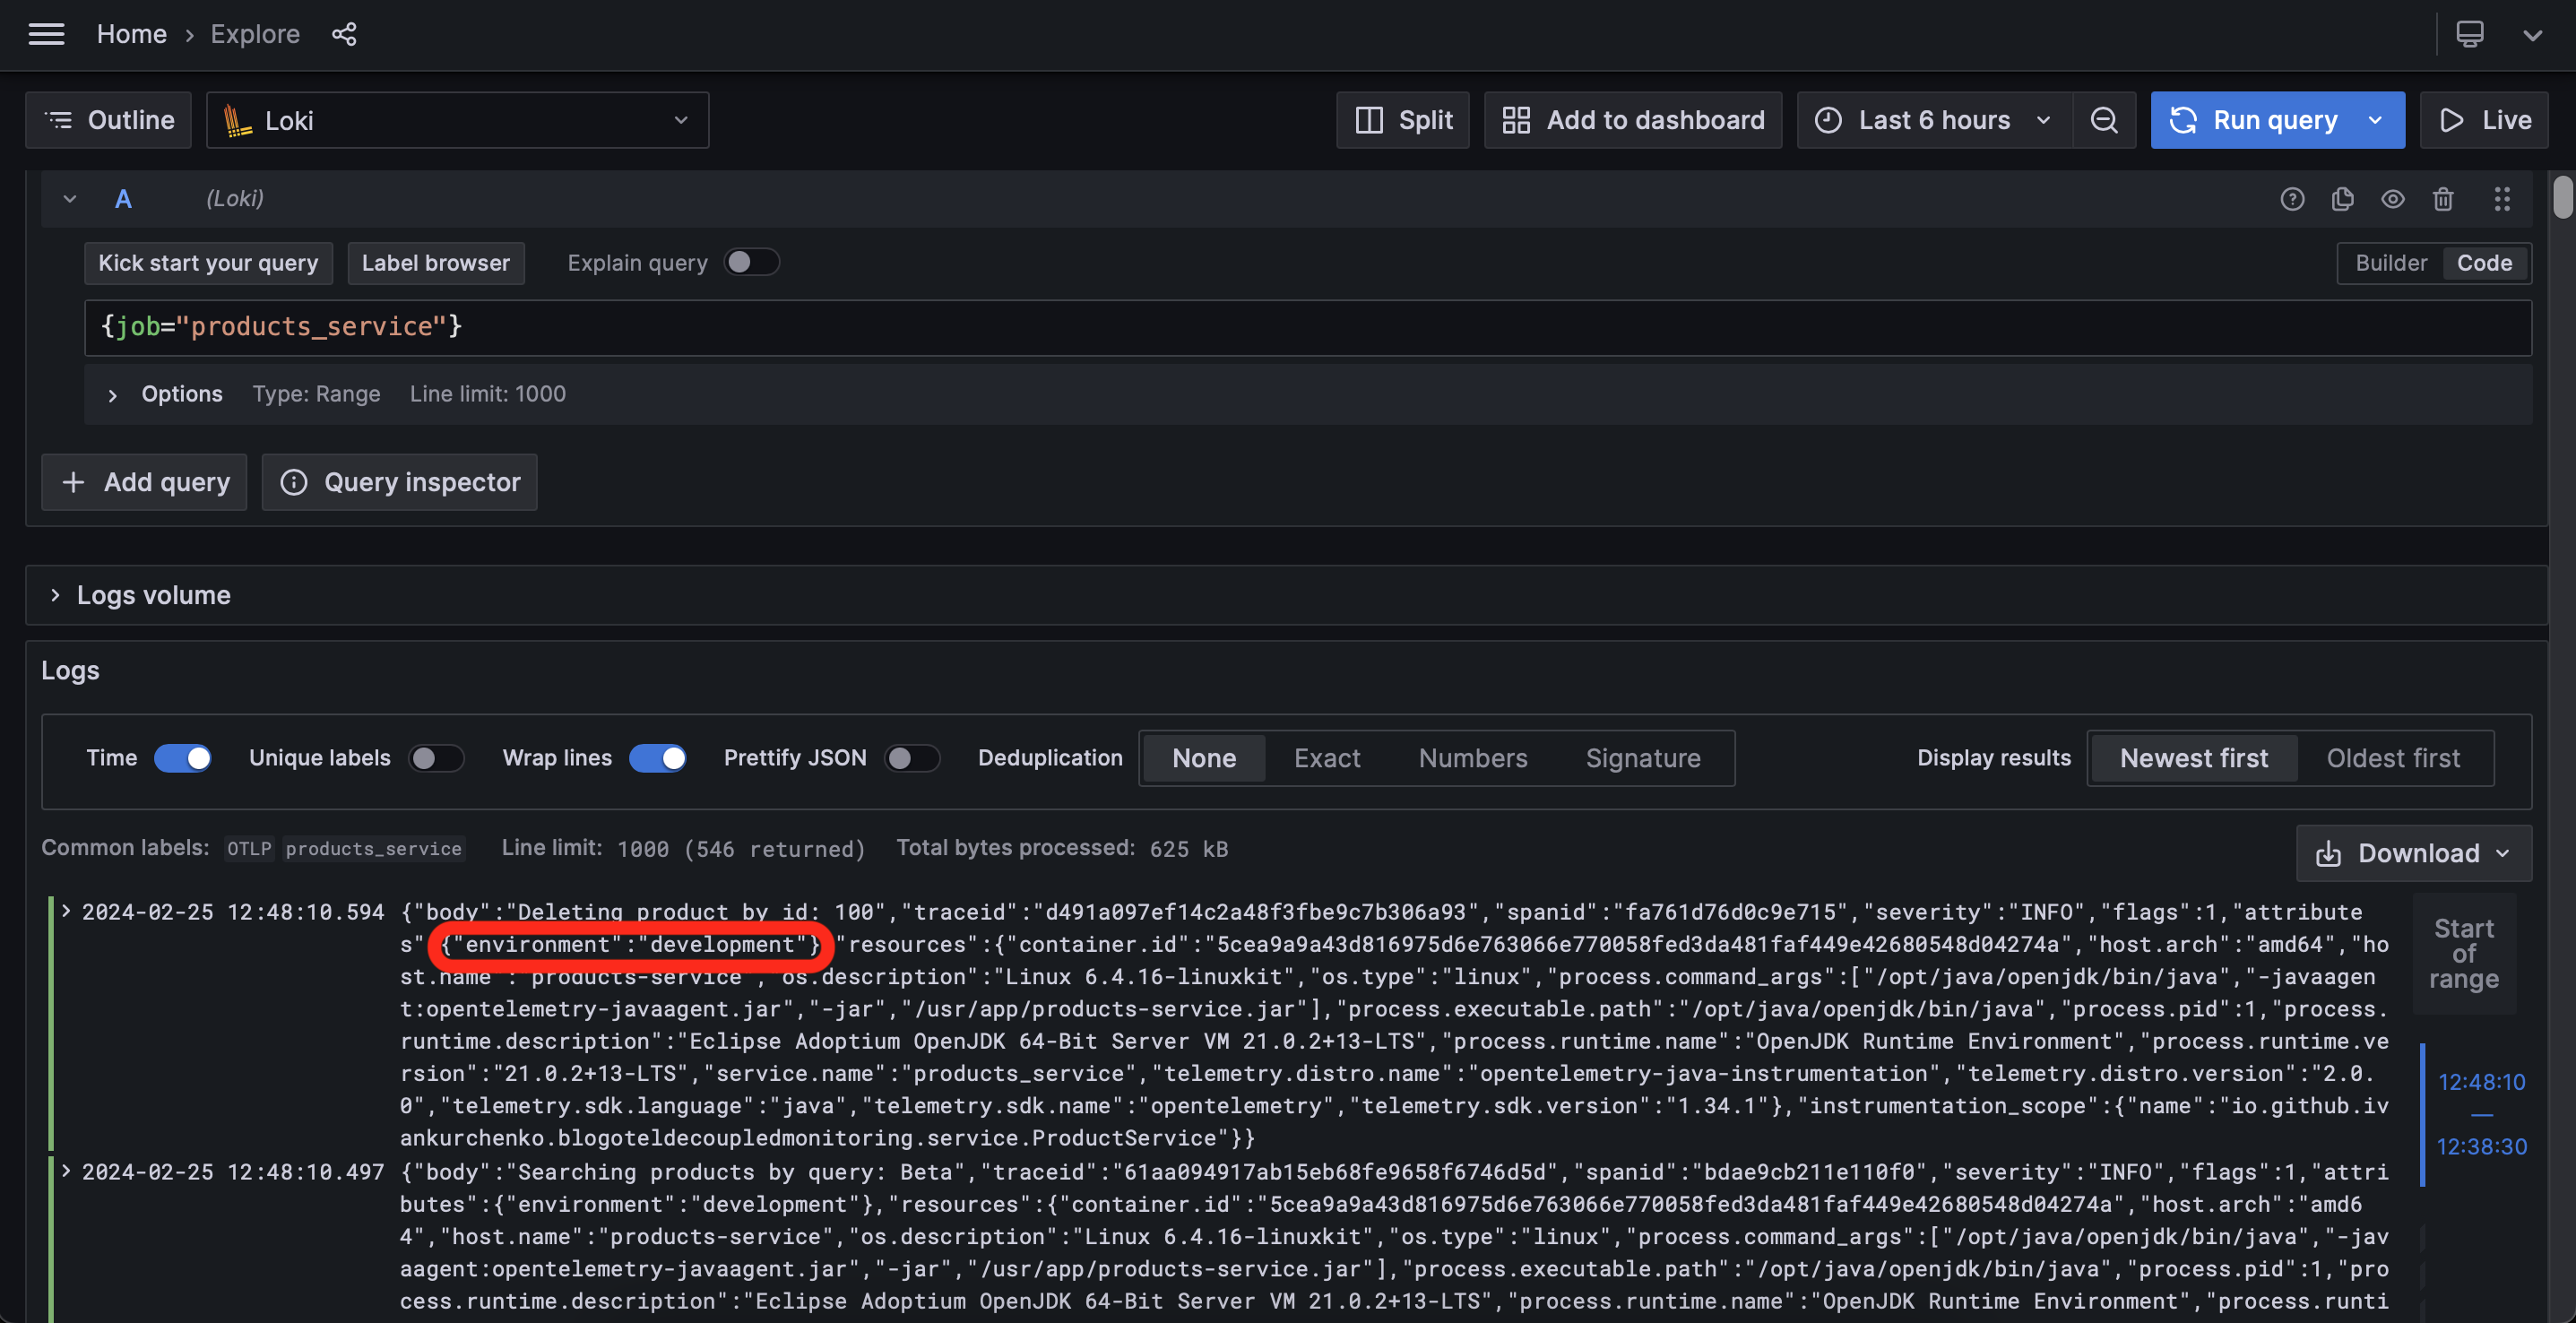 Home › Explore
Outline
Loki
Split
Add to dashboard
Last 6 hours
Run query
Live
A (Loki)
Kick start your query
Label browser
Explain query
Builder
Code
{job="products_service"}
Options Type: Range Line limit: 1000
+ Add query
Query inspector
Logs volume
Logs
Time
Unique labels
Wrap lines
Prettify JSON
Deduplication
None
Exact
Numbers
Signature
Display results
Newest first
Oldest first
Common labels: OTLP products_service Line limit: 1000 (546 returned) Total bytes processed: 625 kB
Download
2024-02-25 12:48:10.594 {"body":"Deleting product by id: 100","traceid":"d491a097ef14c2a48f3fbe9c7b306a93","spanid":"fa761d76d0c9e715","severity":"INFO","flags":1,"attribute
s" {"environment":"development"} "resources":{"container.id":"5cea9a9a43d816975d6e763066e770058fed3da481faf449e42680548d04274a","host.arch":"amd64","ho
st.name":"products-service","os.description":"Linux 6.4.16-linuxkit","os.type":"linux","process.command_args":["/opt/java/openjdk/bin/java","-javaagen
t:opentelemetry-javaagent.jar","-jar","/usr/app/products-service.jar"],"process.executable.path":"/opt/java/openjdk/bin/java","process.pid":1,"process.
runtime.description":"Eclipse Adoptium OpenJDK 64-Bit Server VM 21.0.2+13-LTS","process.runtime.name":"OpenJDK Runtime Environment","process.runtime.ve
rsion":"21.0.2+13-LTS","service.name":"products_service","telemetry.distro.name":"opentelemetry-java-instrumentation","telemetry.distro.version":"2.0.
0","telemetry.sdk.language":"java","telemetry.sdk.name":"opentelemetry","telemetry.sdk.version":"1.34.1"},"instrumentation_scope":{"name":"io.github.iv
ankurchenko.blogoteldecoupledmonitoring.service.ProductService"}}
2024-02-25 12:48:10.497 {"body":"Searching products by query: Beta","traceid":"61aa094917ab15eb68fe9658f6746d5d","spanid":"bdae9cb211e110f0","severity":"INFO","flags":1,"attri
butes":{"environment":"development"},"resources":{"container.id":"5cea9a9a43d816975d6e763066e770058fed3da481faf449e42680548d04274a","host.arch":"amd6
4","host.name":"products-service","os.description":"Linux 6.4.16-linuxkit","os.type":"linux","process.command_args":["/opt/java/openjdk/bin/java","-jav
aagent:opentelemetry-javaagent.jar","-jar","/usr/app/products-service.jar"],"process.executable.path":"/opt/java/openjdk/bin/java","process.pid":1,"pro
cess.runtime.description":"Eclipse Adoptium OpenJDK 64-Bit Server VM 21.0.2+13-LTS","process.runtime.name":"OpenJDK Runtime Environment","process.runti
Start
of
range
12:48:10
—
12:38:30